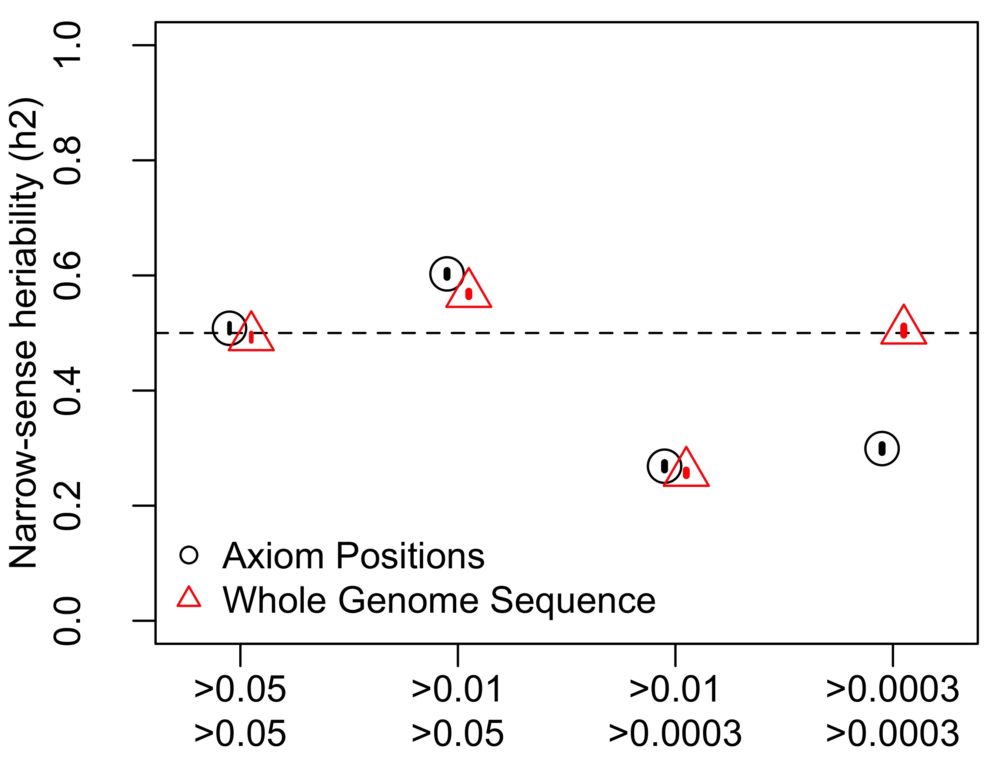 Narrow-sense heriability (h2)
1.0
0.8
0.6
0.4
0.2
0.0
Axiom Positions
Whole Genome Sequence
>0.05 >0.01 >0.01 >0.0003
>0.05 >0.05 >0.0003 >0.0003